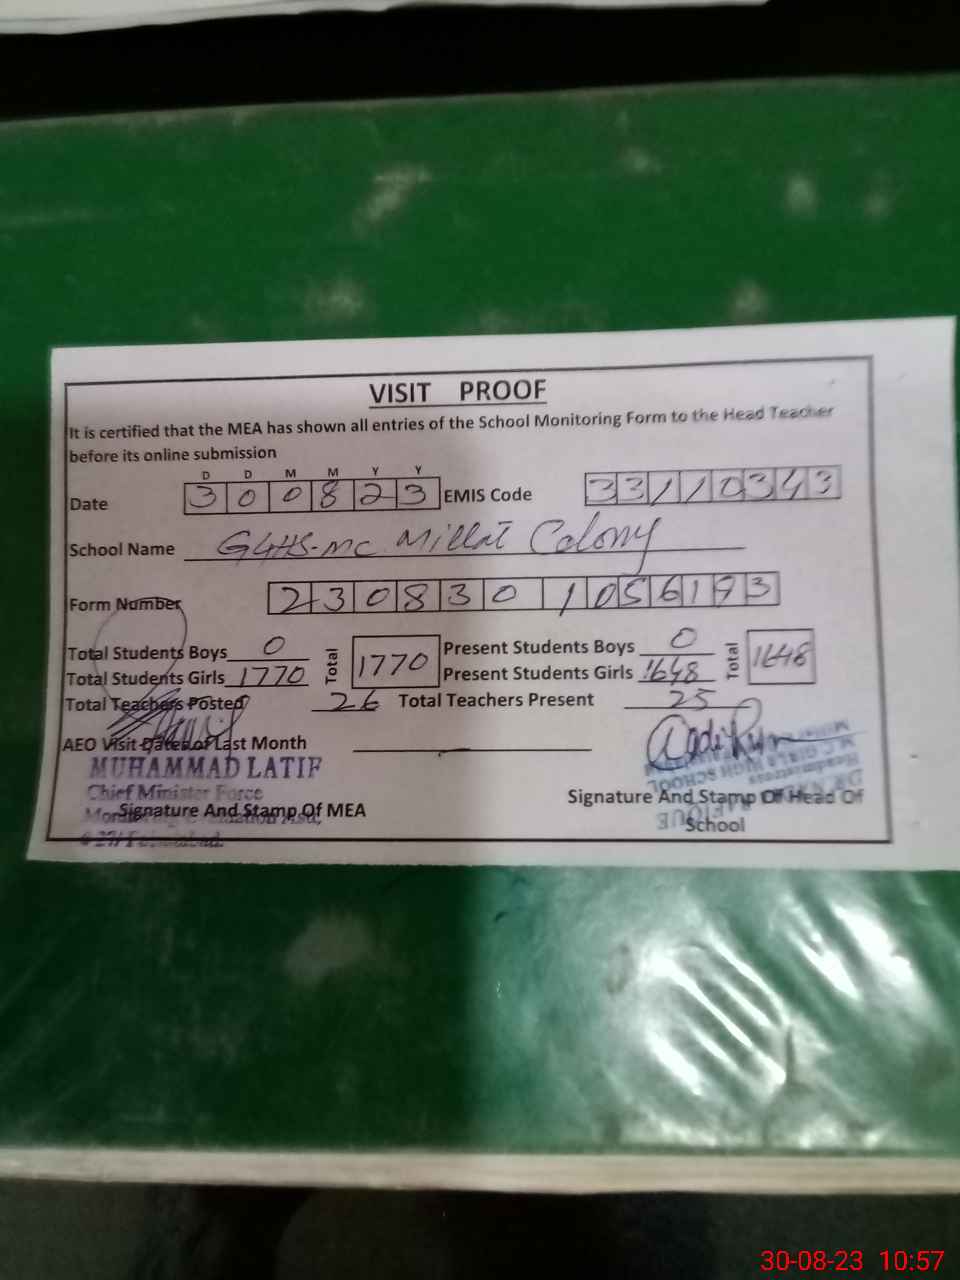 VISIT PROOF
It is certified that the MEA has shown all entries of the School Monitoring Form to the Head Teacher
before its online submission
D D M M Y Y
Date 3 0 0 8 2 3 EMIS Code 3 3 1 1 0 3 4 3
School Name GGHS-MC Millat Colony
Form Number 2 3 0 8 3 0 1 0 5 6 1 9 3
Total Students Boys 0 Total 1770 Present Students Boys 0 Total 1648
Total Students Girls 1770 Present Students Girls 1648
Total Teachers Posted 26 Total Teachers Present 25
AEO Visit Dates of Last Month
MUHAMMAD LATIF
Chief Minister Force
Signature And Stamp Of MEA
Signature And Stamp Of Head Of
School
M.C GIRLS HIGH SCHOOL
Headmistress
30-08-23 10:57